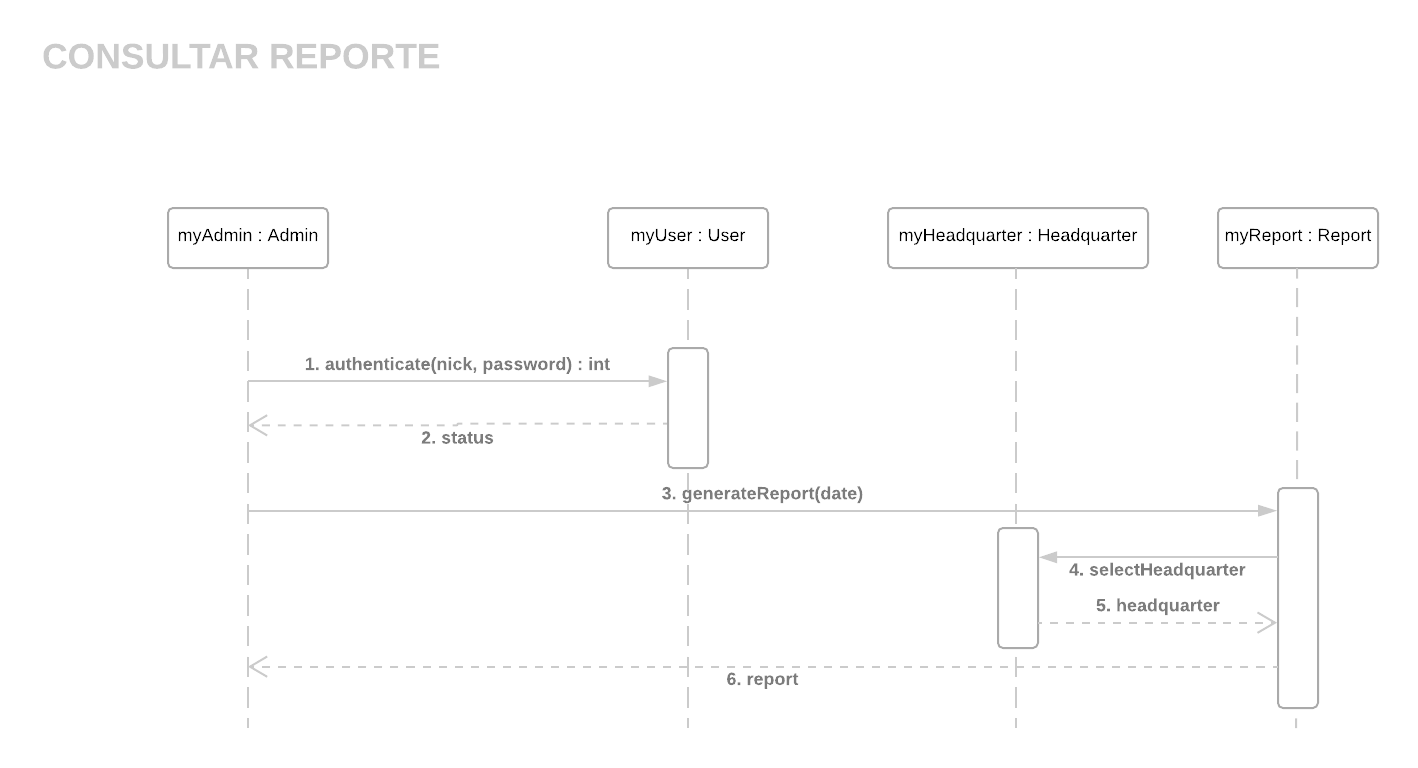 CONSULTAR REPORTE
myAdmin : Admin
myUser : User
myHeadquarter : Headquarter
myReport : Report
1. authenticate(nick, password) : int
2. status
3. generateReport(date)
4. selectHeadquarter
5. headquarter
6. report